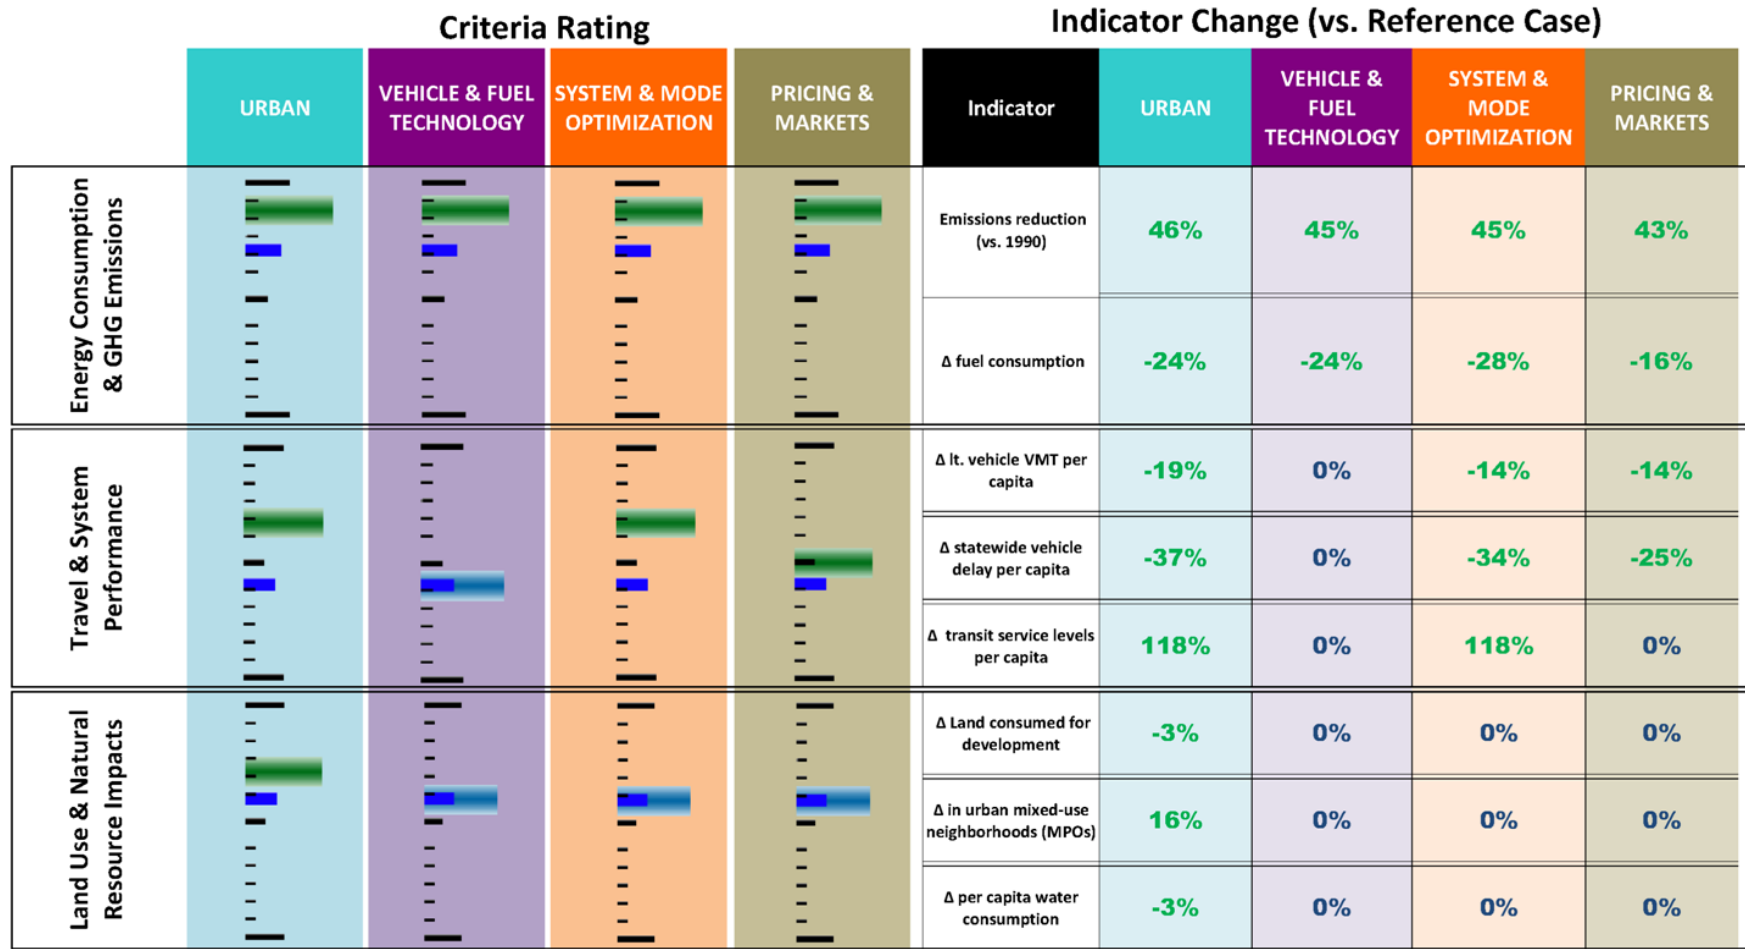 Criteria Rating
Indicator Change (vs. Reference Case)
URBAN
VEHICLE & FUEL
TECHNOLOGY
SYSTEM & MODE
OPTIMIZATION
PRICING &
MARKETS
Indicator
URBAN
VEHICLE &
FUEL
TECHNOLOGY
SYSTEM &
MODE
OPTIMIZATION
PRICING &
MARKETS
Energy Consumption
& GHG Emissions
Emissions reduction
(vs. 1990)
46%
45%
45%
43%
Δ fuel consumption
-24%
-24%
-28%
-16%
Travel & System
Performance
Δ lt. vehicle VMT per
capita
-19%
0%
-14%
-14%
Δ statewide vehicle
delay per capita
-37%
0%
-34%
-25%
Δ transit service levels
per capita
118%
0%
118%
0%
Land Use & Natural
Resource Impacts
Δ Land consumed for
development
-3%
0%
0%
0%
Δ in urban mixed-use
neighborhoods (MPOs)
16%
0%
0%
0%
Δ per capita water
consumption
-3%
0%
0%
0%